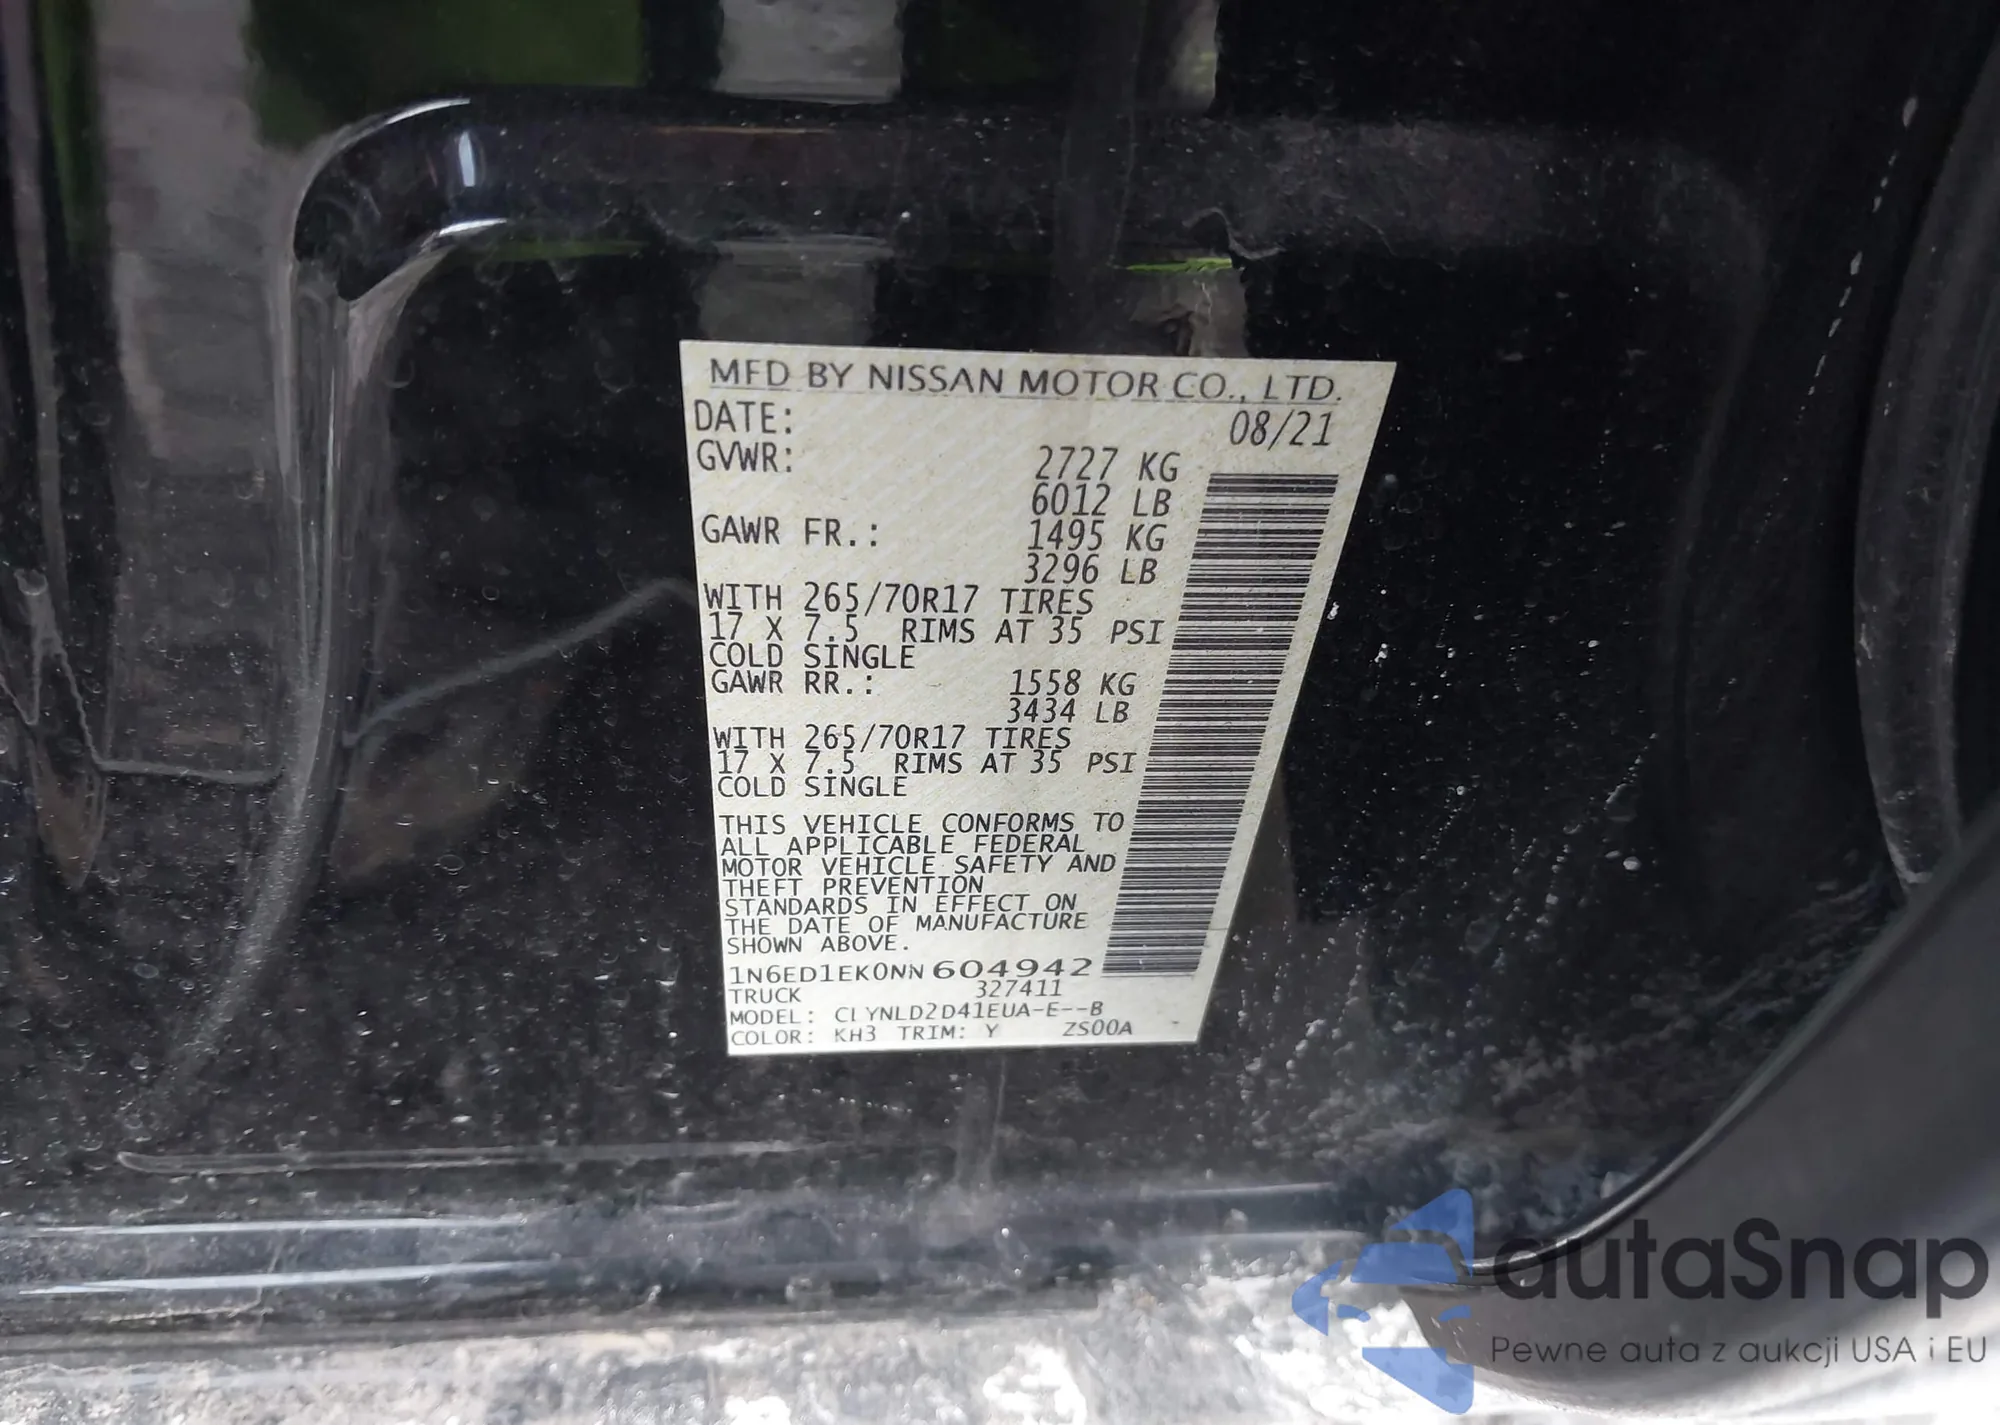 MFD BY NISSAN MOTOR CO., LTD.
DATE: 08/21
GVWR: 2727 KG
6012 LB
GAWR FR.: 1495 KG
3296 LB
WITH 265/70R17 TIRES
17 X 7.5 RIMS AT 35 PSI
COLD SINGLE
GAWR RR.: 1558 KG
3434 LB
WITH 265/70R17 TIRES
17 X 7.5 RIMS AT 35 PSI
COLD SINGLE
THIS VEHICLE CONFORMS TO
ALL APPLICABLE FEDERAL
MOTOR VEHICLE SAFETY AND
THEFT PREVENTION
STANDARDS IN EFFECT ON
THE DATE OF MANUFACTURE
SHOWN ABOVE.
1N6ED1EK0NN604942
TRUCK 327411
MODEL: CLYNLD2D41EUA-E--B
COLOR: KH3 TRIM: Y ZS00A -
autaSnap
Pewne auta z aukcji USA i EU